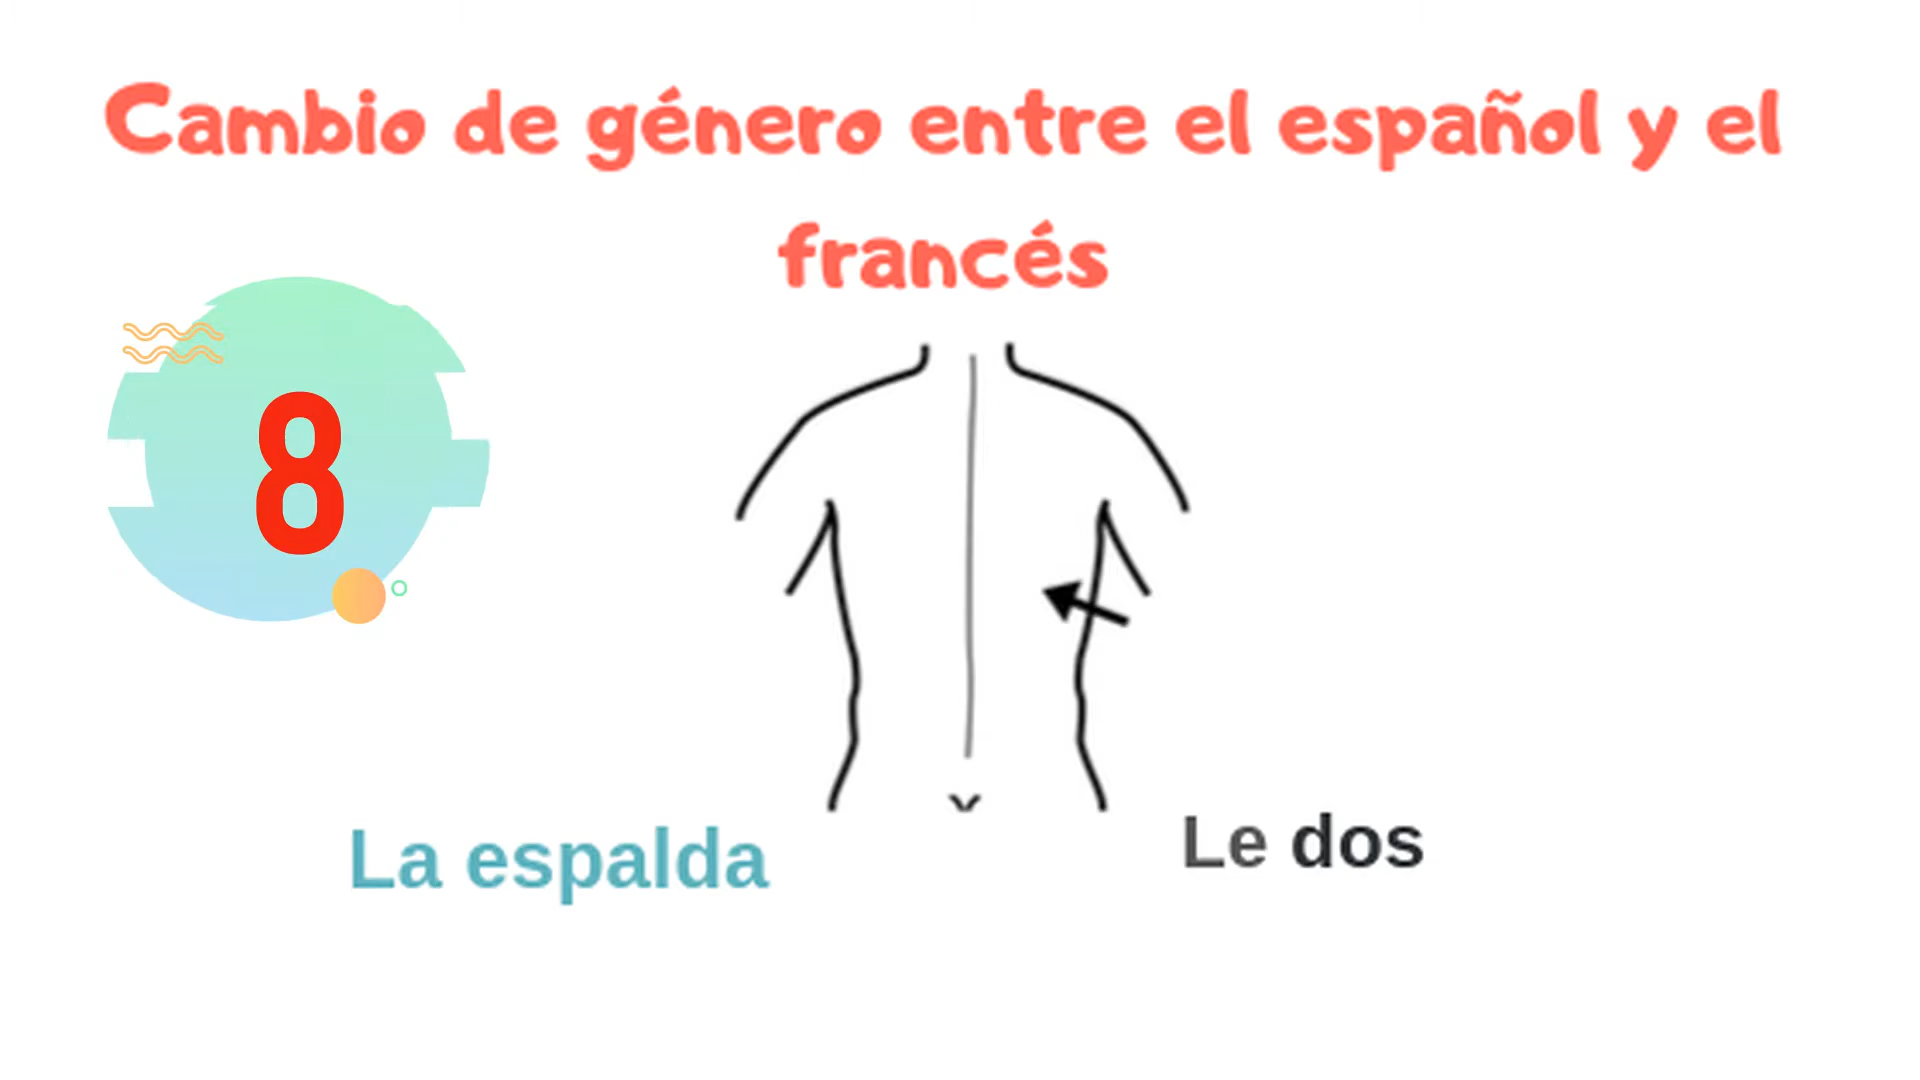 Cambio de género entre el español y el
francés
8
La espalda
Le dos